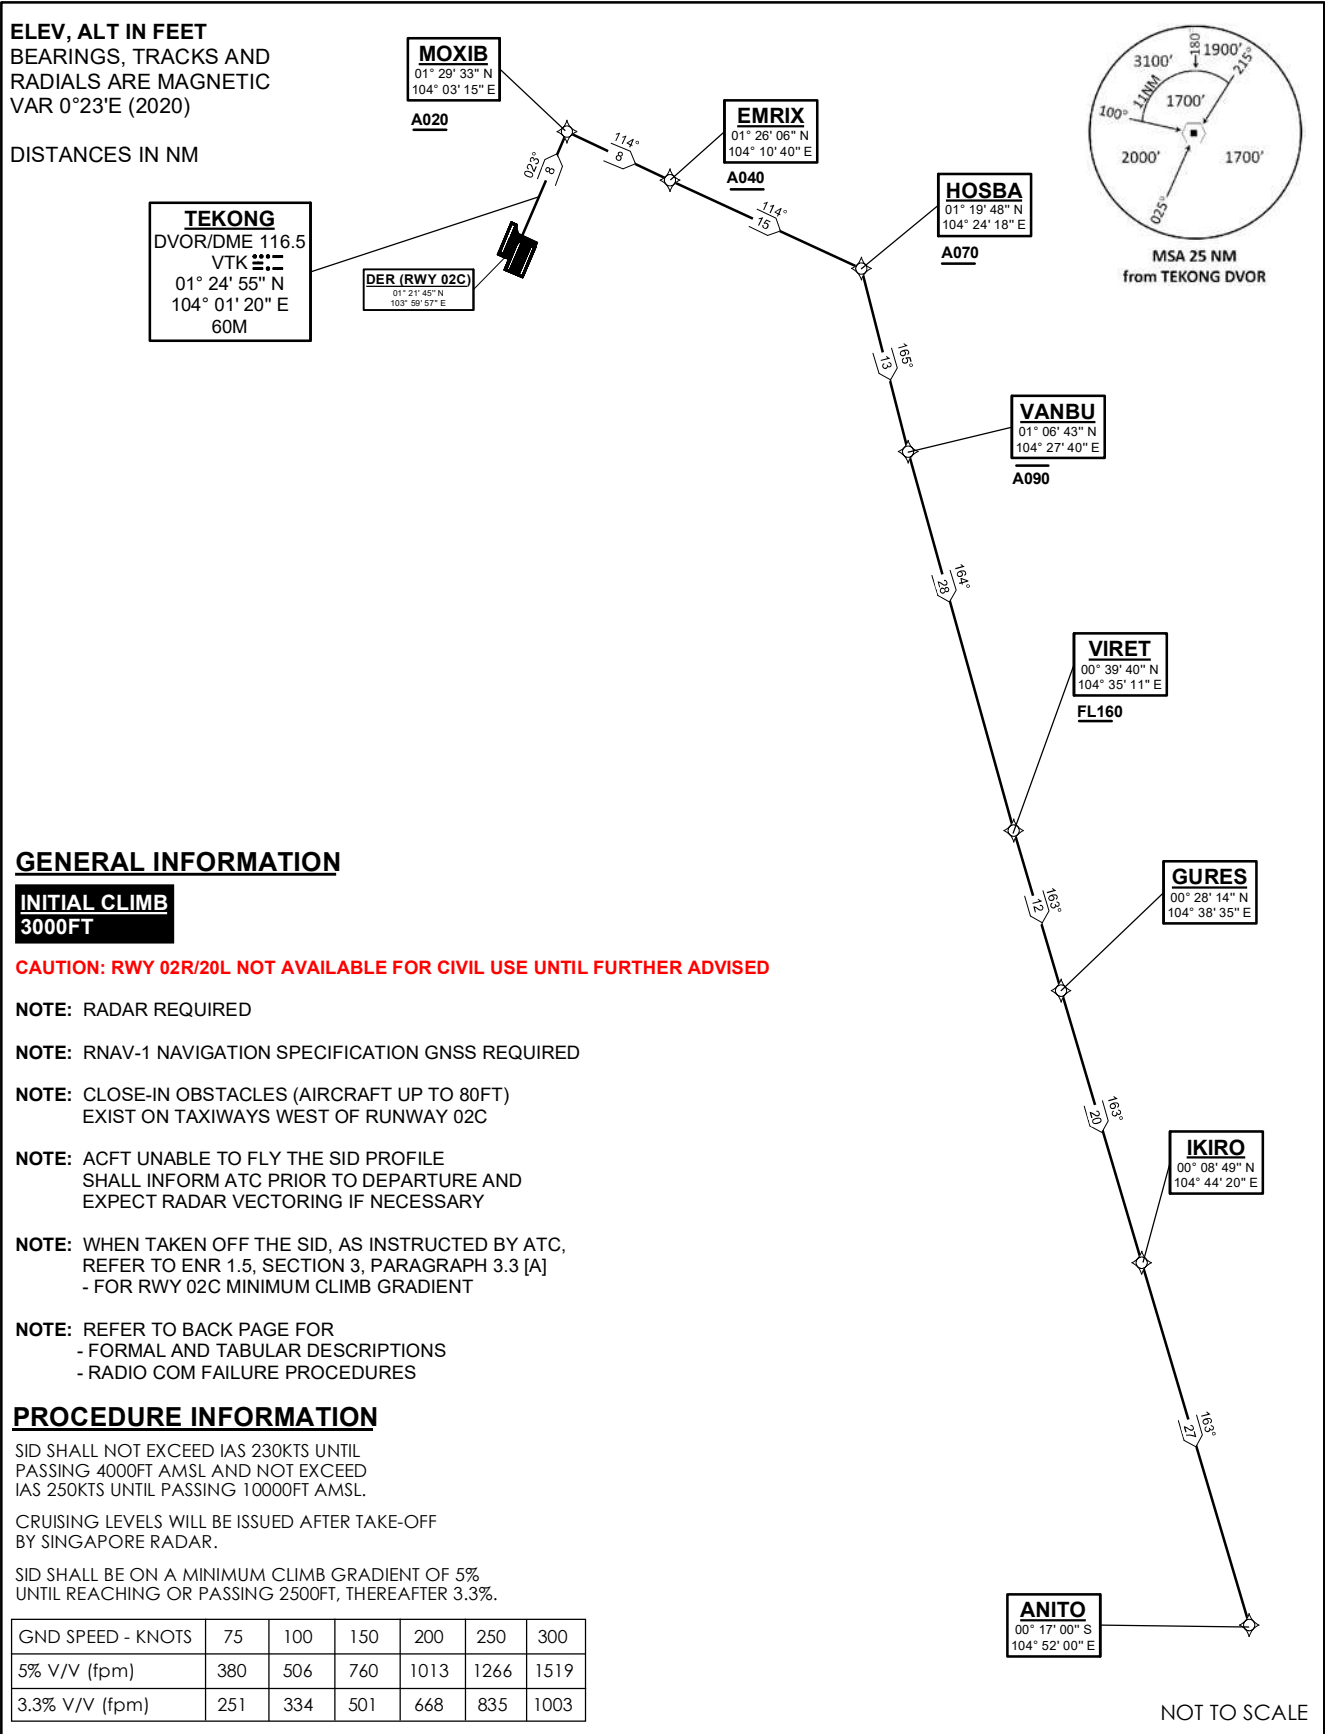 ELEV, ALT IN FEET
BEARINGS, TRACKS AND
RADIALS ARE MAGNETIC
VAR 0°23'E (2020)
DISTANCES IN NM
MOXIB
01° 29' 33" N
104° 03' 15" E
A020
EMRIX
01° 26' 06" N
104° 10' 40" E
A040
HOSBA
01° 19' 48" N
104° 24' 18" E
A070
3100'
180°
1900'
215°
11NM
1700'
100°
2000'
1700'
025°
MSA 25 NM
from TEKONG DVOR
TEKONG
DVOR/DME 116.5
VTK
01° 24' 55" N
104° 01' 20" E
60M
DER (RWY 02C)
01° 21' 45" N
103° 59' 57" E
023°
8
114°
8
114°
15
165°
13
VANBU
01° 06' 43" N
104° 27' 40" E
A090
164°
28
VIRET
00° 39' 40" N
104° 35' 11" E
FL160
163°
12
GURES
00° 28' 14" N
104° 38' 35" E
163°
20
IKIRO
00° 08' 49" N
104° 44' 20" E
163°
27
ANITO
00° 17' 00" S
104° 52' 00" E
GENERAL INFORMATION
INITIAL CLIMB
3000FT
CAUTION: RWY 02R/20L NOT AVAILABLE FOR CIVIL USE UNTIL FURTHER ADVISED
NOTE: RADAR REQUIRED
NOTE: RNAV-1 NAVIGATION SPECIFICATION GNSS REQUIRED
NOTE: CLOSE-IN OBSTACLES (AIRCRAFT UP TO 80FT)
EXIST ON TAXIWAYS WEST OF RUNWAY 02C
NOTE: ACFT UNABLE TO FLY THE SID PROFILE
SHALL INFORM ATC PRIOR TO DEPARTURE AND
EXPECT RADAR VECTORING IF NECESSARY
NOTE: WHEN TAKEN OFF THE SID, AS INSTRUCTED BY ATC,
REFER TO ENR 1.5, SECTION 3, PARAGRAPH 3.3 [A]
- FOR RWY 02C MINIMUM CLIMB GRADIENT
NOTE: REFER TO BACK PAGE FOR
- FORMAL AND TABULAR DESCRIPTIONS
- RADIO COM FAILURE PROCEDURES
PROCEDURE INFORMATION
SID SHALL NOT EXCEED IAS 230KTS UNTIL
PASSING 4000FT AMSL AND NOT EXCEED
IAS 250KTS UNTIL PASSING 10000FT AMSL.
CRUISING LEVELS WILL BE ISSUED AFTER TAKE-OFF
BY SINGAPORE RADAR.
SID SHALL BE ON A MINIMUM CLIMB GRADIENT OF 5%
UNTIL REACHING OR PASSING 2500FT, THEREAFTER 3.3%.
GND SPEED - KNOTS 75 100 150 200 250 300
5% V/V (fpm) 380 506 760 1013 1266 1519
3.3% V/V (fpm) 251 334 501 668 835 1003
NOT TO SCALE